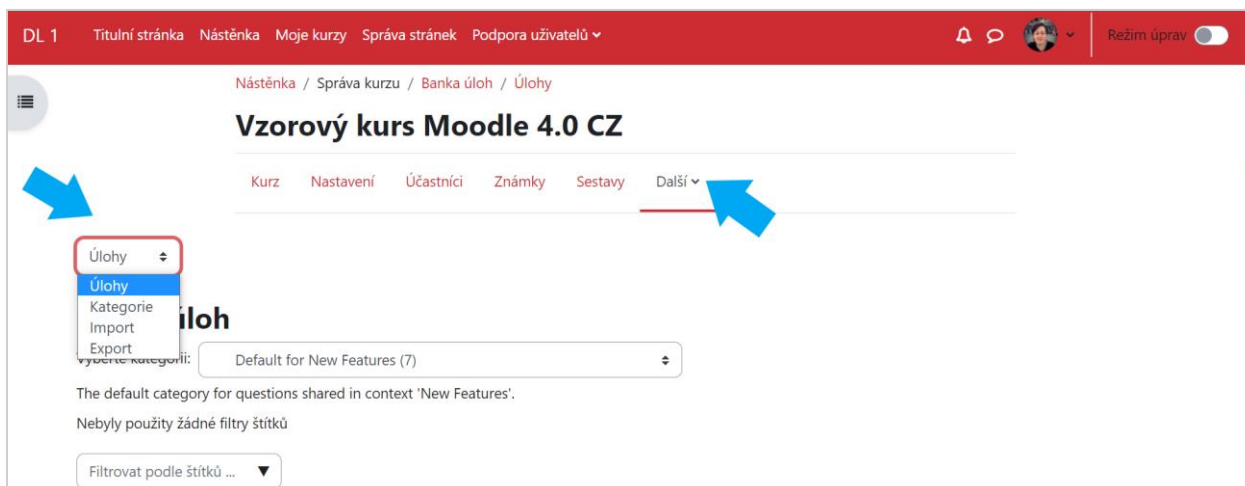 DL 1 Titulní stránka Nástěnka Moje kurzy Správa stránek Podpora uživatelů Režim úprav
Nástěnka / Správa kurzu / Banka úloh / Úlohy
Vzorový kurs Moodle 4.0 CZ
Kurz Nastavení Účastníci Známky Sestavy Další
Úlohy
Úlohy
Kategorie
Import
Export
úloh
Vyberte kategorii: Default for New Features (7)
The default category for questions shared in context 'New Features'.
Nebyly použity žádné filtry štítků
Filtrovat podle štítků ...